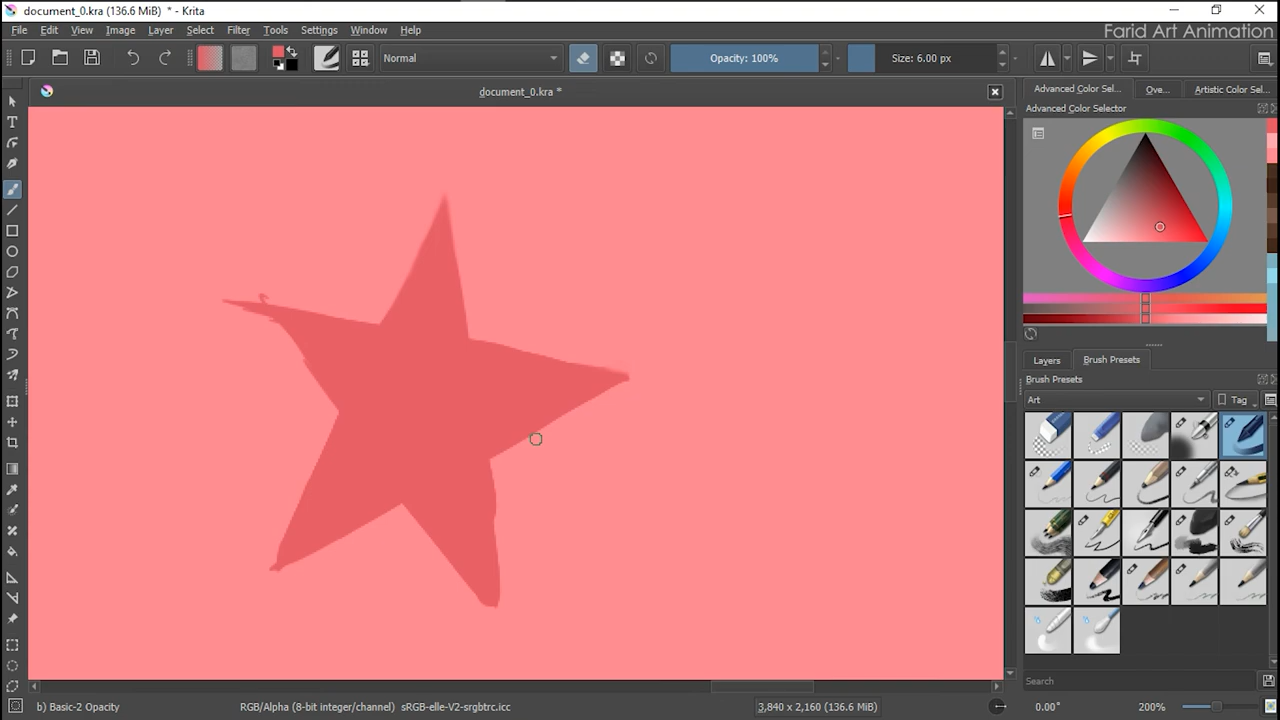 document_0.kra (136.6 MiB) * - Krita
File Edit View Image Layer Select Filter Tools Settings Window Help
Farid Art Animation
Normal
Opacity: 100%
Size: 6.00 px
document_0.kra *
Advanced Color Sel... Ove... Artistic Color Sel...
Advanced Color Selector
Layers Brush Presets
Brush Presets
Art
Tag
Search
b) Basic-2 Opacity
RGB/Alpha (8-bit integer/channel) sRGB-elle-V2-srgbtrc.icc
3,840 x 2,160 (136.6 MiB)
0.00°
200%